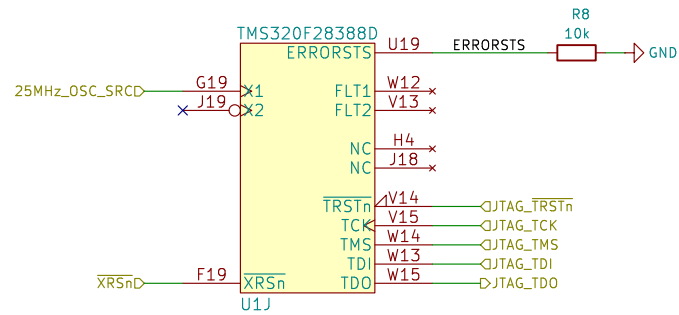 R8
10k
GND
TMS320F28388D
ERRORSTS
U19
ERRORSTS
25MHz_OSC_SRC
G19
X1
J19
X2
FLT1
W12
FLT2
V13
NC
H4
NC
J18
TRSTn
V14
JTAG_TRSTn
TCK
V15
JTAG_TCK
TMS
W14
JTAG_TMS
TDI
W13
JTAG_TDI
XRSn
F19
XRSn
TDO
W15
JTAG_TDO
U1J